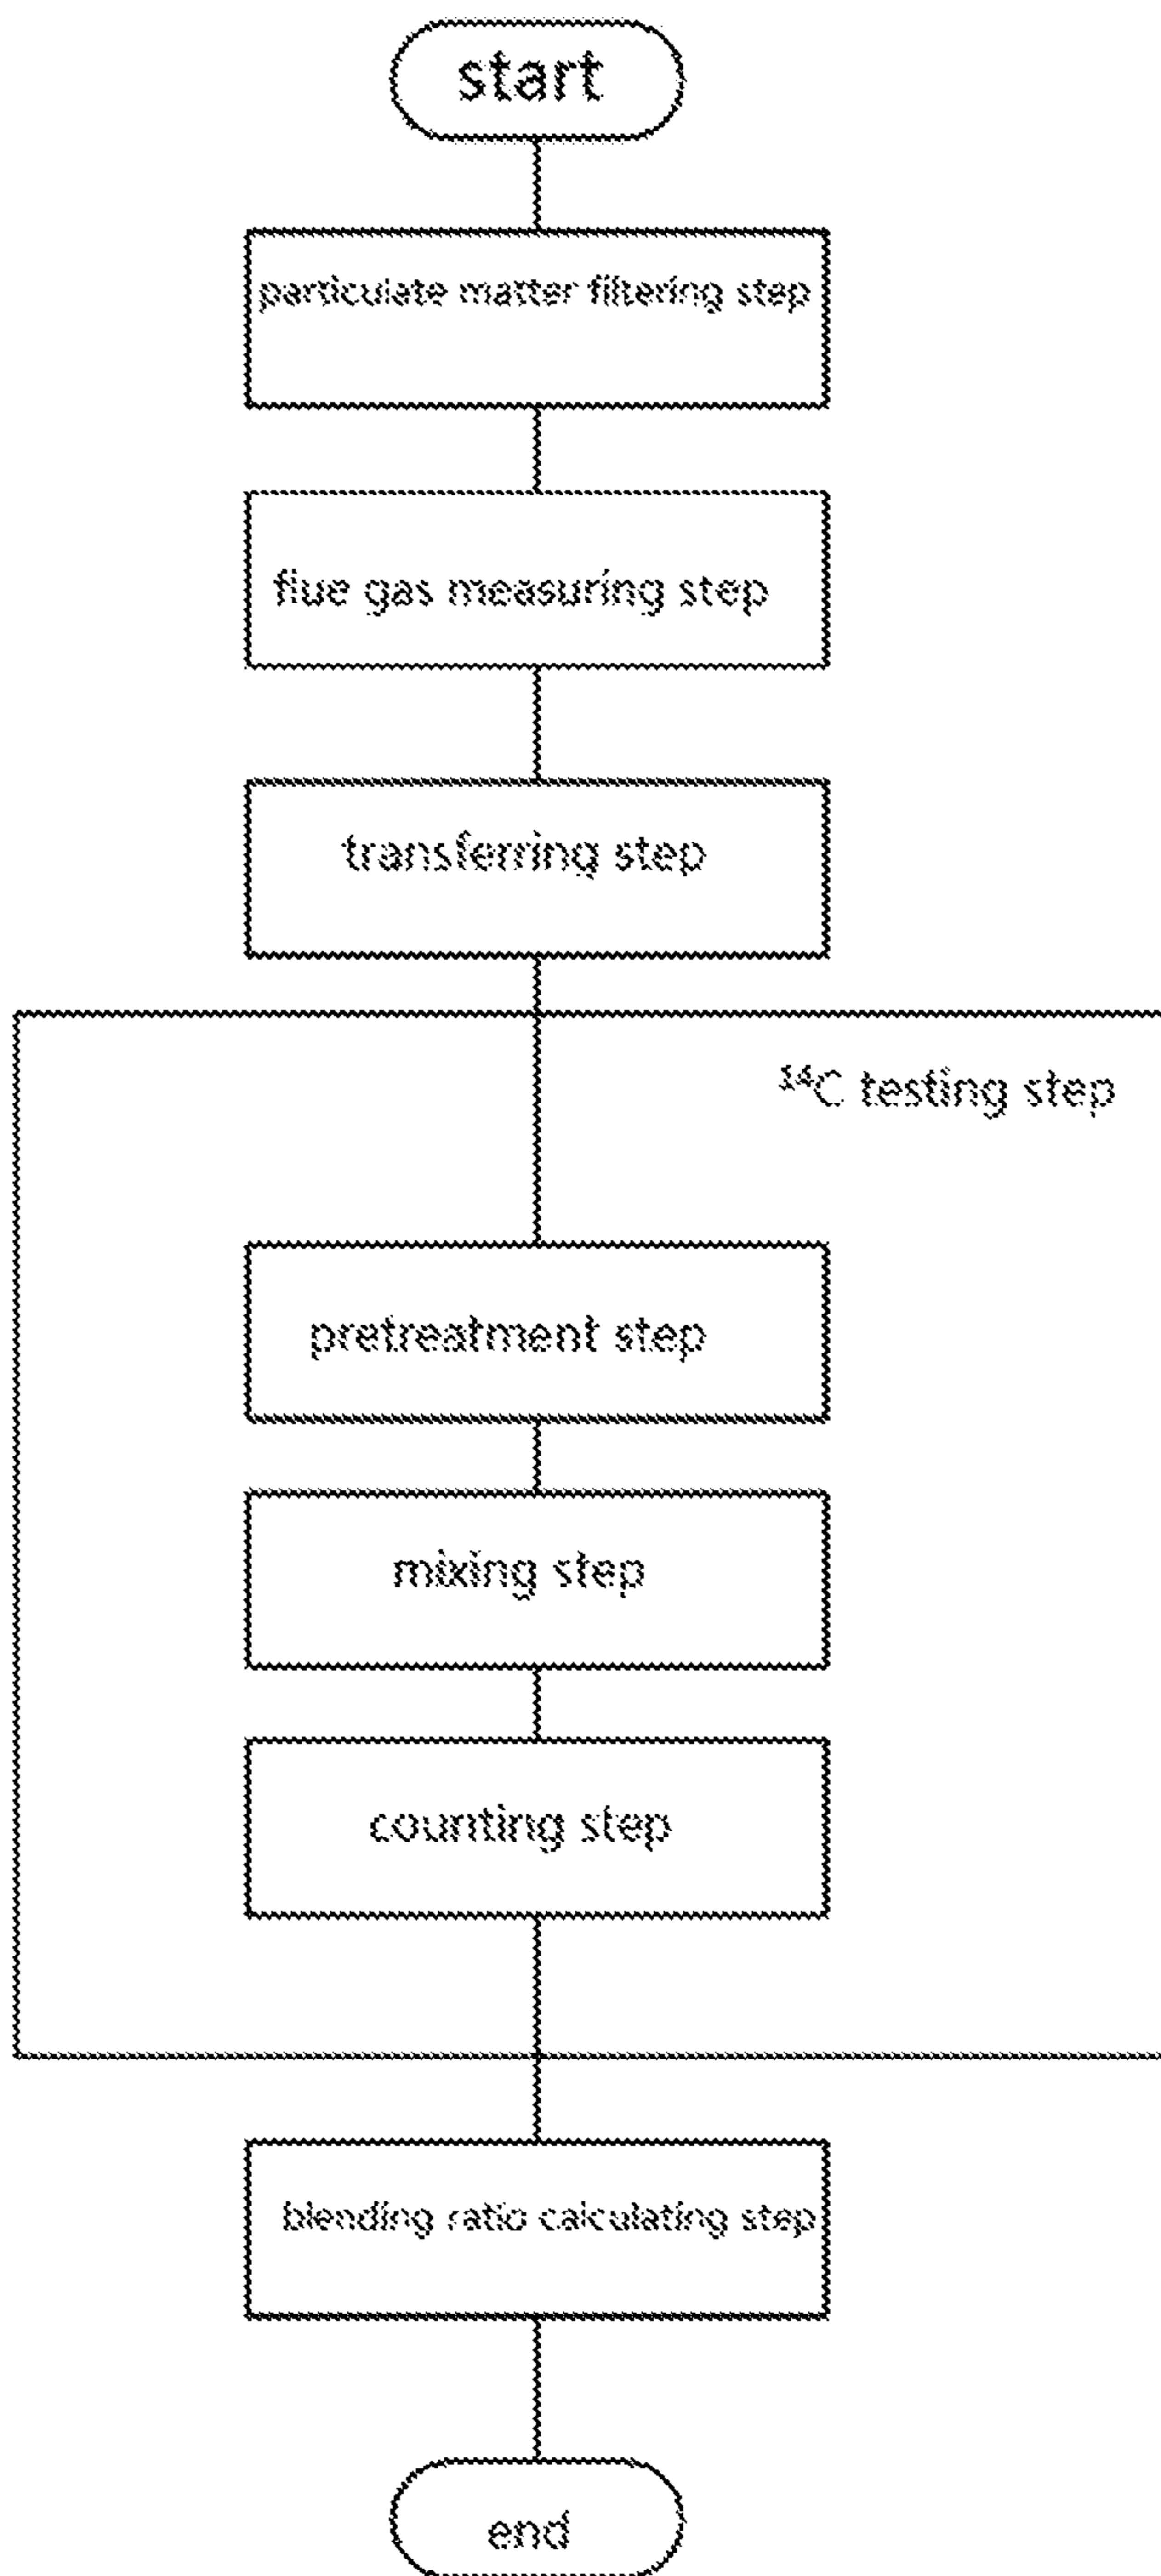 start
particulate matter filtering step
flue gas measuring step
transferring step
¹⁴C testing step
pretreatment step
mixing step
counting step
blending ratio calculating step
end